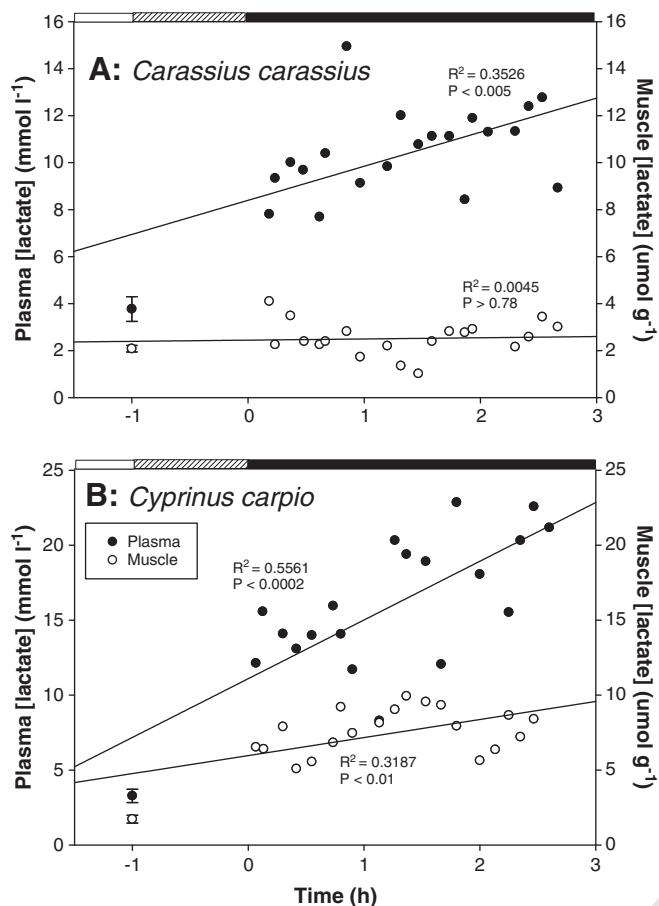 16 16
A: Carassius carassius
14 14
R² = 0.3526
P < 0.005
12 12
10 10
8 8
6 6
R² = 0.0045
P > 0.78
4 4
2 2
0 0
-1 0 1 2 3
Plasma [lactate] (mmol l⁻¹)
Muscle [lactate] (umol g⁻¹)
25 25
B: Cyprinus carpio
Plasma
Muscle
20 20
R² = 0.5561
P < 0.0002
15 15
10 10
5 5
R² = 0.3187
P < 0.01
0 0
-1 0 1 2 3
Plasma [lactate] (mmol l⁻¹)
Muscle [lactate] (umol g⁻¹)
Time (h)